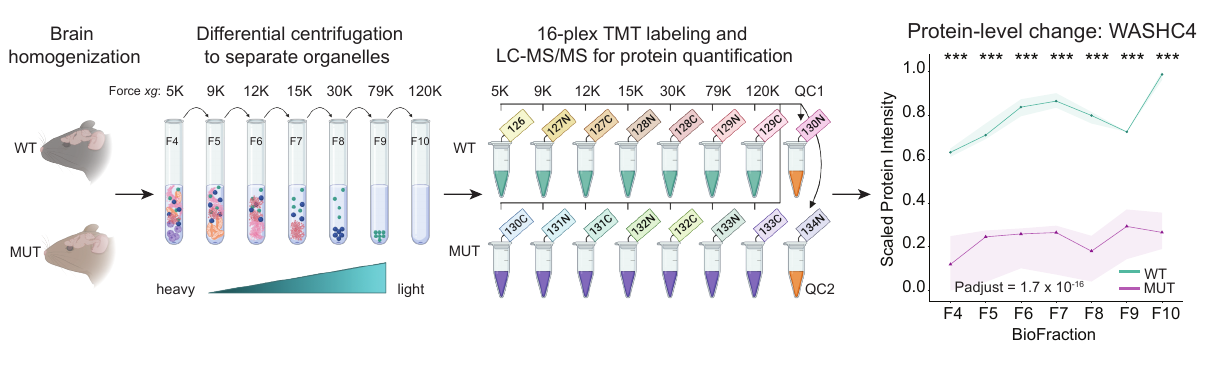 Brain
homogenization
Differential centrifugation
to separate organelles
16-plex TMT labeling and
LC-MS/MS for protein quantification
Protein-level change: WASHC4
Force xg: 5K 9K 12K 15K 30K 79K 120K
F4 F5 F6 F7 F8 F9 F10
WT
MUT
heavy light
5K 9K 12K 15K 30K 79K 120K QC1
126 127N 127C 128N 128C 129N 129C 130N
WT
130C 131N 131C 132N 132C 133N 133C 134N
MUT
QC2
*** *** *** *** *** *** ***
Scaled Protein Intensity
1.0
0.8
0.6
0.4
0.2
0.0
WT
MUT
Padjust = 1.7 x 10-16
F4 F5 F6 F7 F8 F9 F10
BioFraction